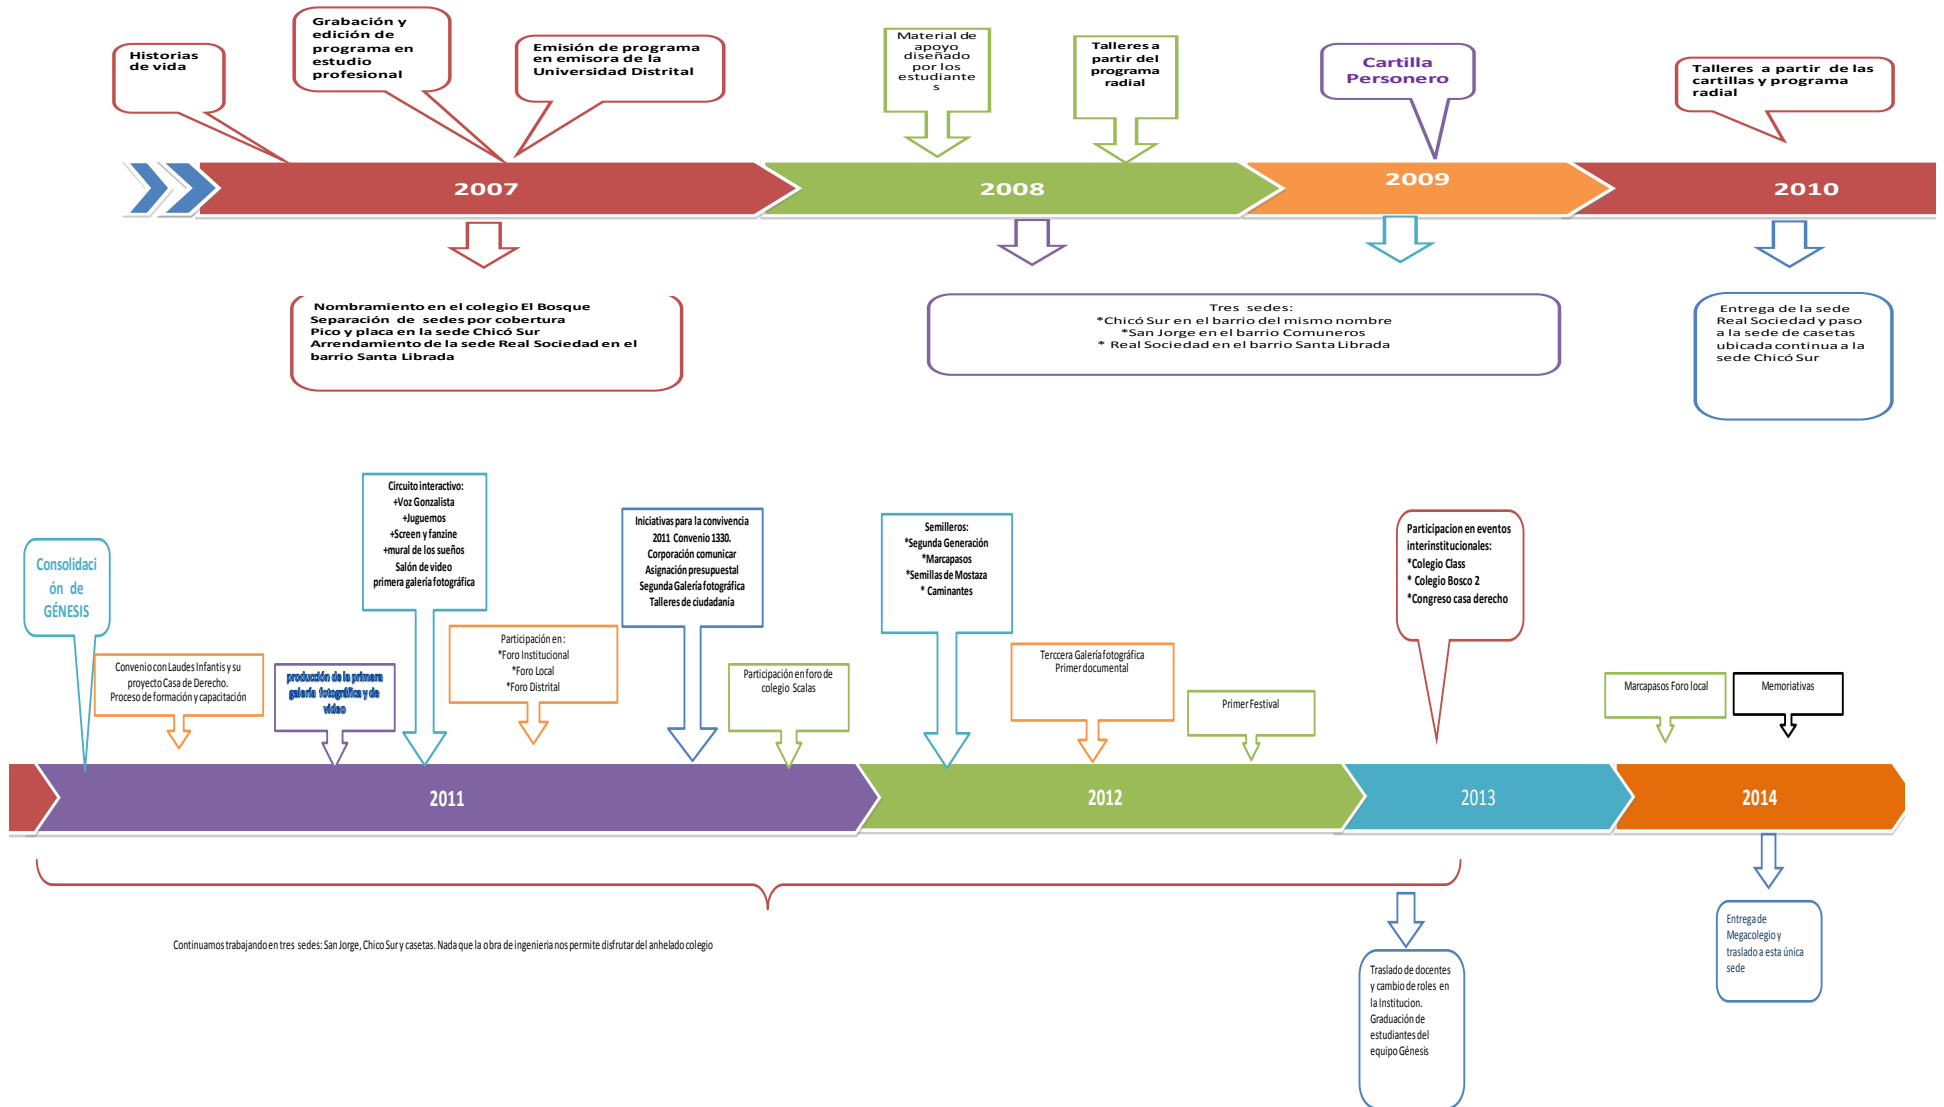 Historias
de vida
Grabación y
edición de
programa en
estudio
profesional
Emisión de programa
en emisora de la
Universidad Distrital
Material de
apoyo
diseñado
por los
estudiante
s
Talleres a
partir del
programa
radial
Cartilla
Personero
Talleres a partir de las
cartillas y programa
radial
2007
2008
2009
2010
Nombramiento en el colegio El Bosque
Separación de sedes por cobertura
Pico y placa en la sede Chicó Sur
Arrendamiento de la sede Real Sociedad en el
barrio Santa Librada
Tres sedes:
*Chicó Sur en el barrio del mismo nombre
*San Jorge en el barrio Comuneros
* Real Sociedad en el barrio Santa Librada
Entrega de la sede
Real Sociedad y paso
a la sede de casetas
ubicada continua a la
sede Chicó Sur
Consolidaci
ón de
GÉNESIS
Convenio con Laudes Infantis y su
proyecto Casa de Derecho.
Proceso de formación y capacitación
producción de la primera
galería fotográfica y de
video
Circuito interactivo:
+Voz Gonzalista
+Juguemos
+Screen y fanzine
+mural de los sueños
Salón de video
primera galería fotográfica
Participación en :
*Foro Institucional
*Foro Local
*Foro Distrital
Iniciativas para la convivencia
2011 Convenio 1330.
Corporación comunicar
Asignación presupuestal
Segunda Galería fotográfica
Talleres de ciudadanía
Participación en foro de
colegio Scalas
Semilleros:
*Segunda Generación
*Marcapasos
*Semillas de Mostaza
* Caminantes
Terccera Galería fotográfica
Primer documental
Primer Festival
Participacion en eventos
interinstitucionales:
*Colegio Class
* Colegio Bosco 2
*Congreso casa derecho
Marcapasos Foro local
Memoriativas
2011
2012
2013
2014
Continuamos trabajando en tres sedes: San Jorge, Chico Sur y casetas. Nada que la obra de ingenieria nos permite disfrutar del anhelado colegio
Traslado de docentes
y cambio de roles en
la Institucion.
Graduación de
estudiantes del
equipo Génesis
Entrega de
Megacolegio y
traslado a esta única
sede